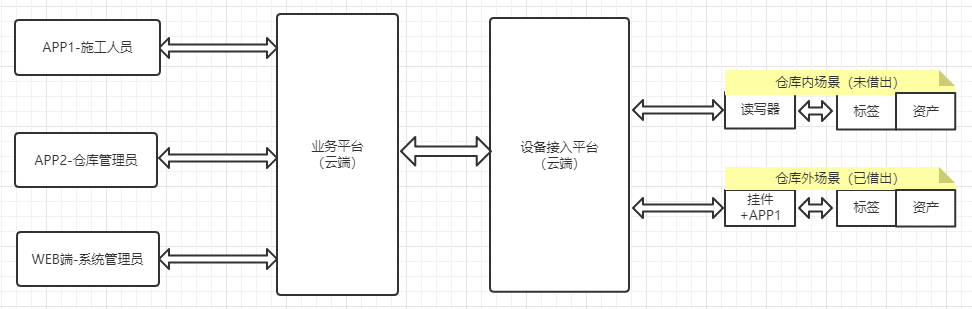 APP1-施工人员
APP2-仓库管理员
WEB端-系统管理员
业务平台
（云端）
设备接入平台
（云端）
仓库内场景（未借出）
读写器
标签
资产
仓库外场景（已借出）
挂件
+APP1
标签
资产